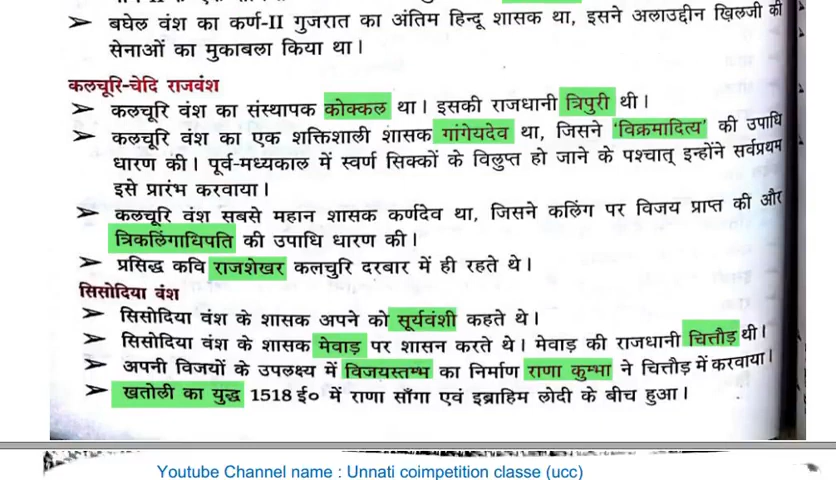 ➤ बघेल वंश का कर्ण-II गुजरात का अंतिम हिन्दू शासक था, इसने अलाउद्दीन खिलजी की
सेनाओं का मुकाबला किया था।
कलचूरि-चेदि राजवंश
➤ कलचूरि वंश का संस्थापक कोक्कल था। इसकी राजधानी त्रिपुरी थी।
➤ कलचूरि वंश का एक शक्तिशाली शासक गांगेयदेव था, जिसने 'विक्रमादित्य' की उपाधि
धारण की। पूर्व-मध्यकाल में स्वर्ण सिक्कों के विलुप्त हो जाने के पश्चात् इन्होंने सर्वप्रथम
इसे प्रारंभ करवाया।
➤ कलचूरि वंश सबसे महान शासक कर्णदेव था, जिसने कलिंग पर विजय प्राप्त की और
त्रिकलिंगाधिपति की उपाधि धारण की।
➤ प्रसिद्ध कवि राजशेखर कलचुरि दरबार में ही रहते थे।
सिसोदिया वंश
➤ सिसोदिया वंश के शासक अपने को सूर्यवंशी कहते थे।
➤ सिसोदिया वंश के शासक मेवाड़ पर शासन करते थे। मेवाड़ की राजधानी चित्तौड़ थी।
➤ अपनी विजयों के उपलक्ष्य में विजयस्तम्भ का निर्माण राणा कुम्भा ने चित्तौड़ में करवाया।
➤ खतोली का युद्ध 1518 ई० में राणा साँगा एवं इब्राहिम लोदी के बीच हुआ।
Youtube Channel name : Unnati coimpetition classe (ucc)